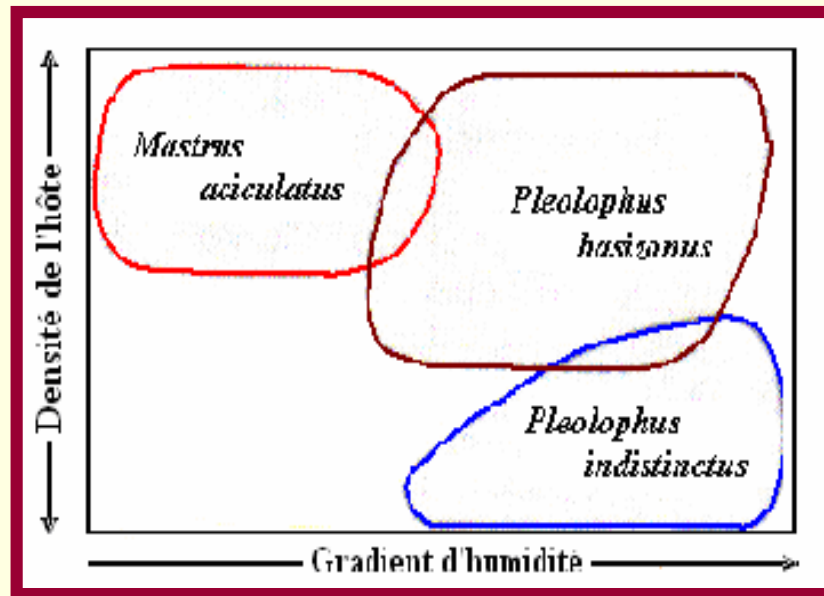 Densité de l'hôte
Mastrus
aciculatus
Pleolophus
basizonus
Pleolophus
indistinctus
Gradient d'humidité